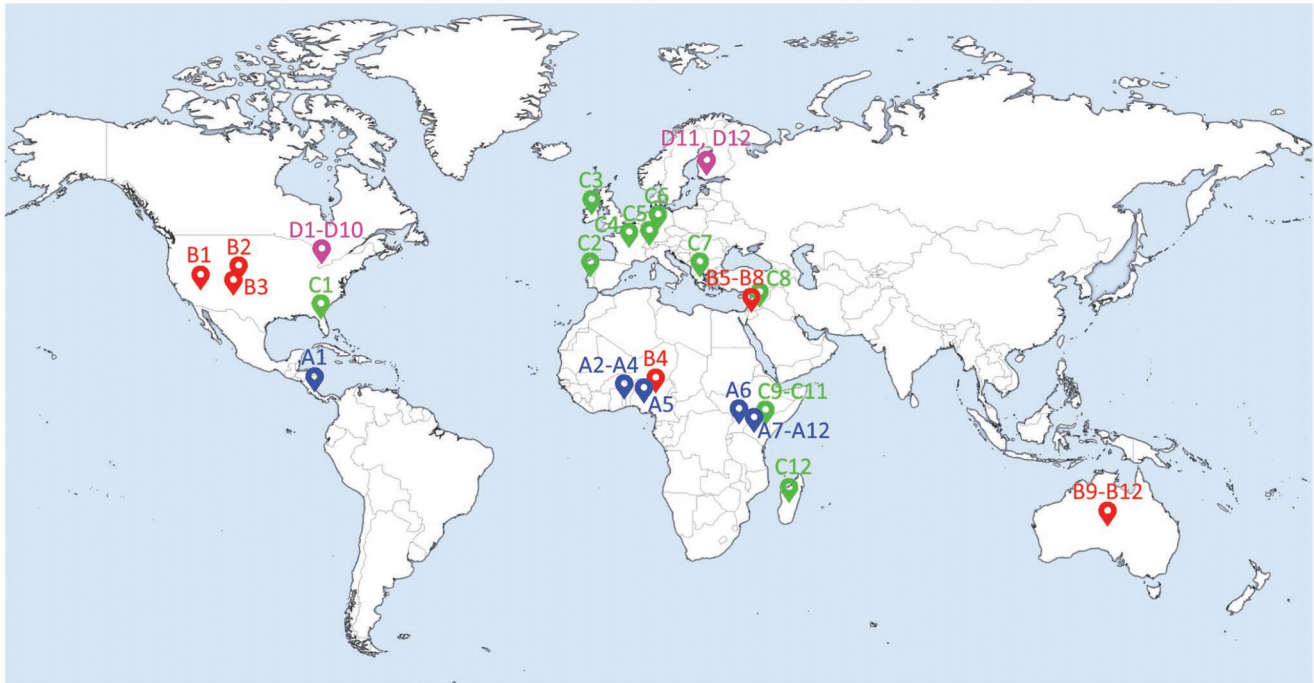 D11, D12
C3
C6
C5
C4
D1-D10
C2
C7
B1
B2
B3
B5-B8
C8
C1
A1
A2-A4
B4
A5
A6
C9-C11
A7-A12
C12
B9-B12